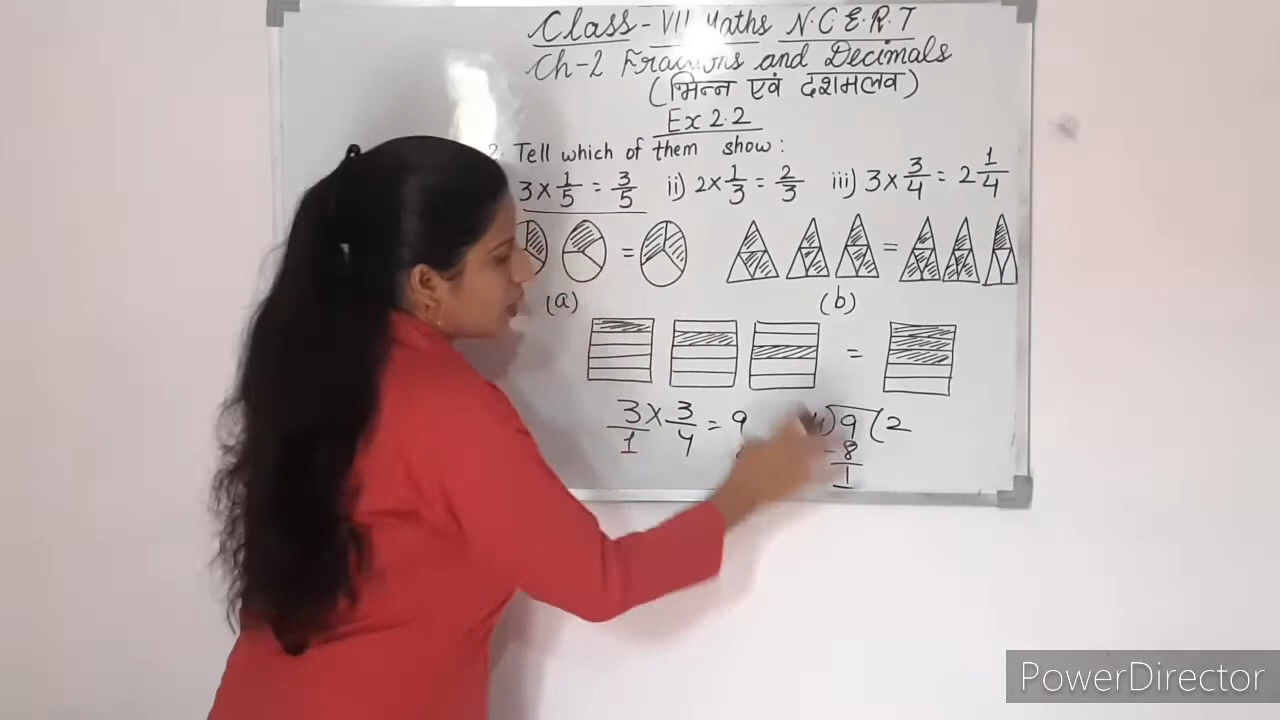 Class - VII Maths N.C.E.R.T
Ch-2 Fractions and Decimals
(भिन्न एवं दशमलव)
Ex 2.2
2. Tell which of them show :
3 × 1/5 = 3/5 ii) 2 × 1/3 = 2/3 iii) 3 × 3/4 = 2 1/4
= =
(a) (b)
=
3/1 × 3/4 = 9
) 9 ( 2
- 8
1
PowerDirector